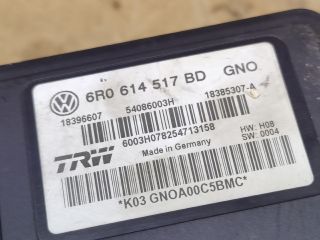 6R0 614 517 BD GNO.
54086003H
18396607 18385307-A
6003H078254713158
TRW Made in Germany HW: H08
SW: 0004
*K03 GNOA00C5BMC*